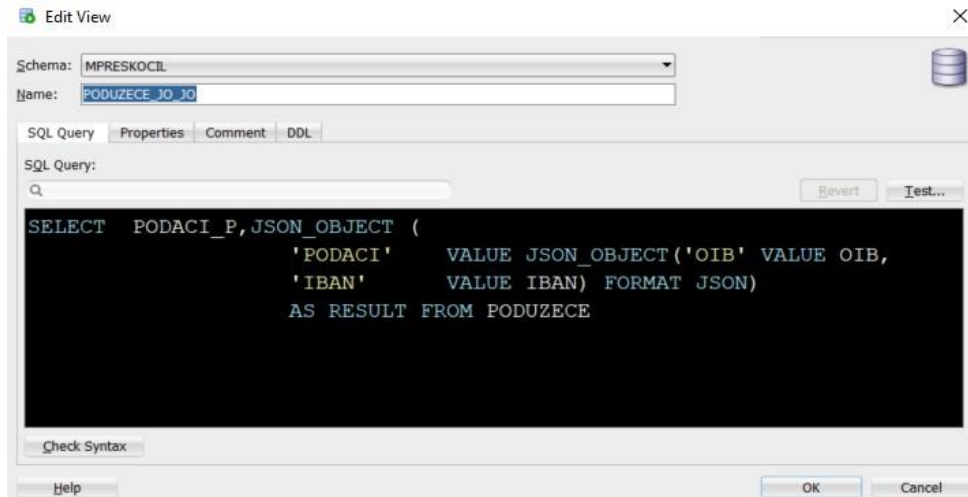 Edit View
Schema: MPRESKOCIL
Name: PODUZECE_JO_JO
SQL Query Properties Comment DDL
SQL Query:
Revert Test...
SELECT PODACI_P,JSON_OBJECT (
'PODACI' VALUE JSON_OBJECT('OIB' VALUE OIB,
'IBAN' VALUE IBAN) FORMAT JSON)
AS RESULT FROM PODUZECE
Check Syntax
Help OK Cancel